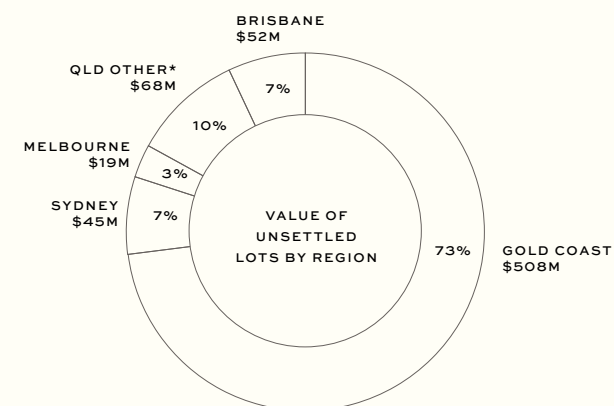 BRISBANE
$52M
7%
QLD OTHER*
$68M
10%
MELBOURNE
$19M
3%
SYDNEY
$45M
7%
VALUE OF
UNSETTLED
LOTS BY REGION
73%
GOLD COAST
$508M